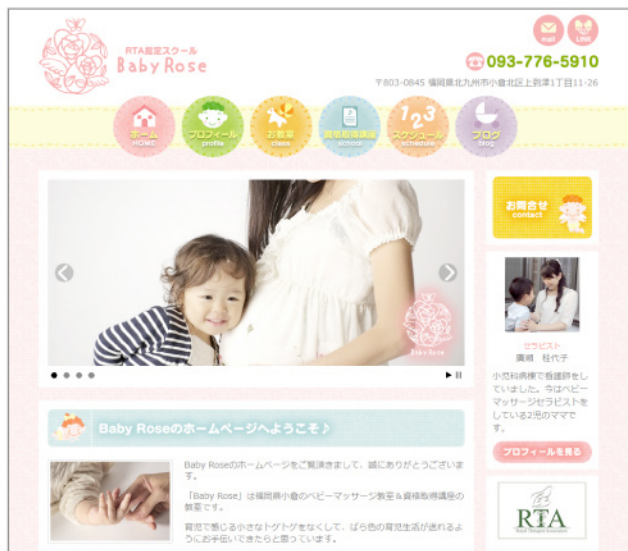 RTA指定スクール
Baby Rose
mail
LINE
093-776-5910
〒803-0845 福岡県北九州市小倉北区上到津1丁目11-26
ホーム
HOME
プロフィール
profile
お教室
class
資格取得講座
school
スケジュール
schedule
ブログ
blog
Baby Rose
お問合せ
contact
セラピスト
廣瀬 桂代子
小児科病棟で看護師をし
ていました。今はベビー
マッサージセラピストを
している2児のママで
す。
プロフィールを見る
RTA
Baby Roseのホームページへようこそ♪
Baby Roseのホームページをご覧頂きまして、誠にありがとうございま
す。
「Baby Rose」は福岡県小倉のベビーマッサージ教室&資格取得講座の
教室です。
育児で感じる小さなトゲトゲをなくして、ばら色の育児生活が送れるよ
うにお手伝いできたらと思っています。